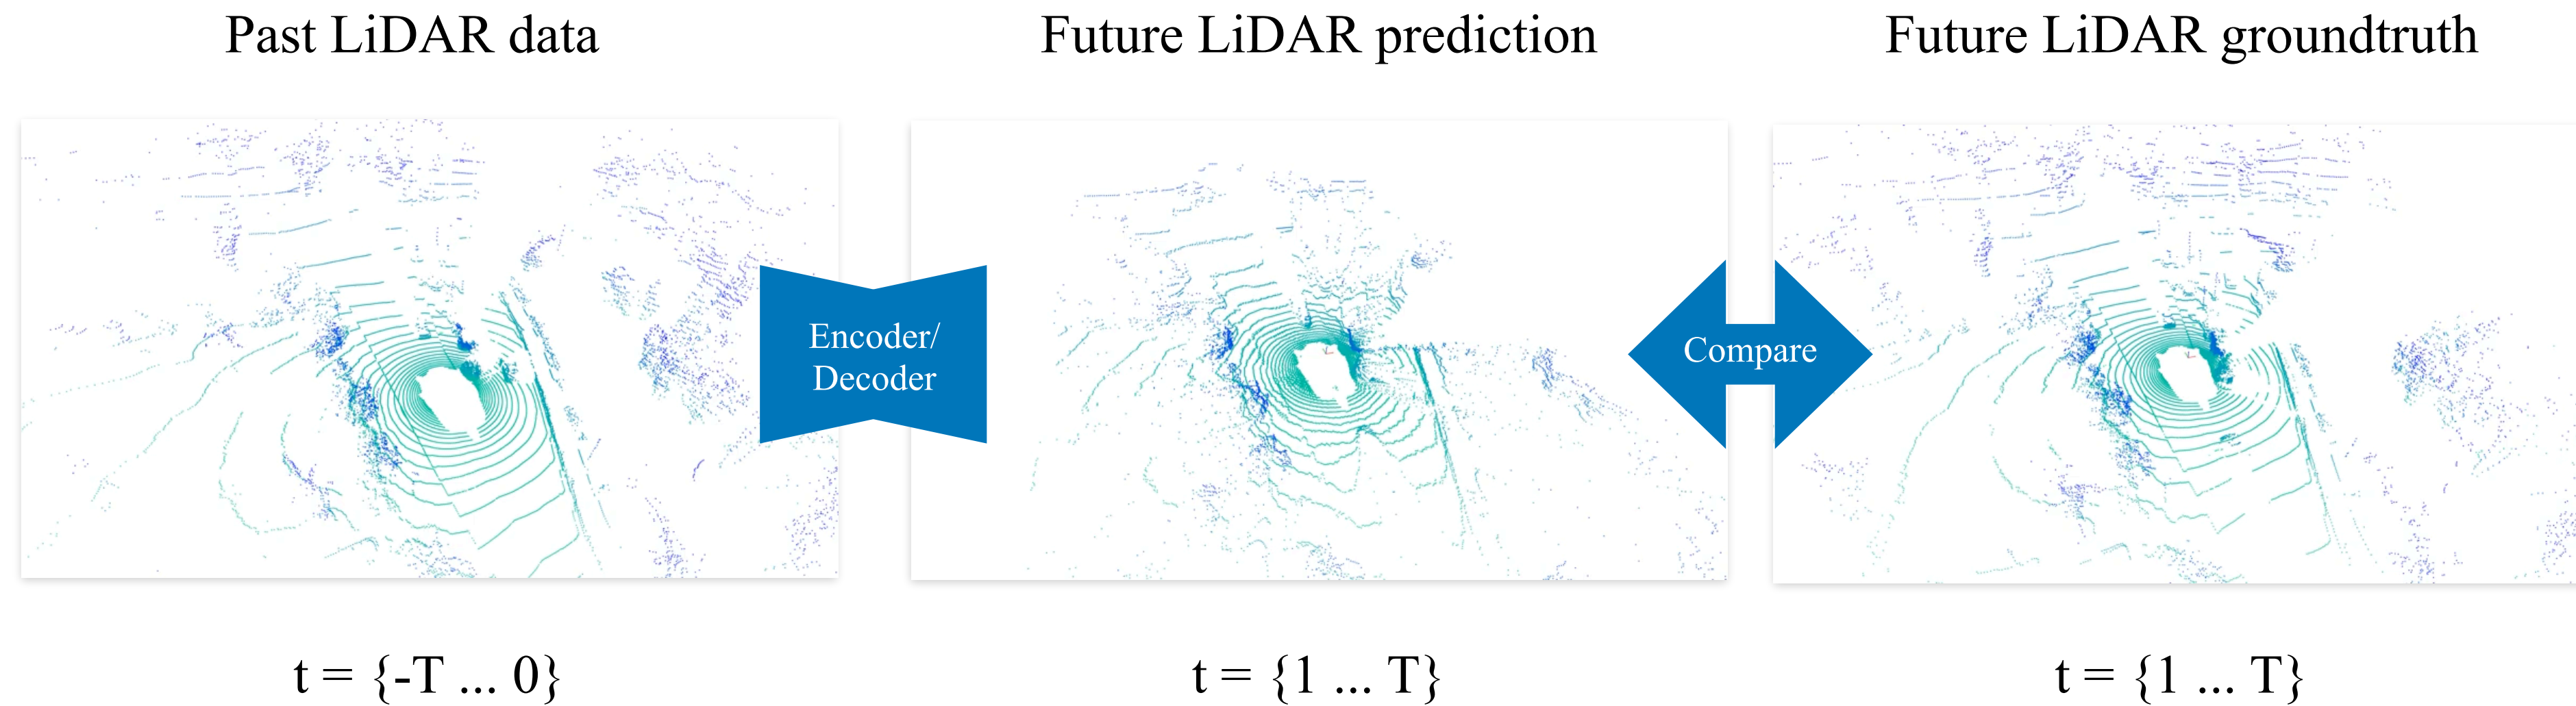 Past LiDAR data
Future LiDAR prediction
Future LiDAR groundtruth
Encoder/
Decoder
Compare
t = {-T ... 0}
t = {1 ... T}
t = {1 ... T}